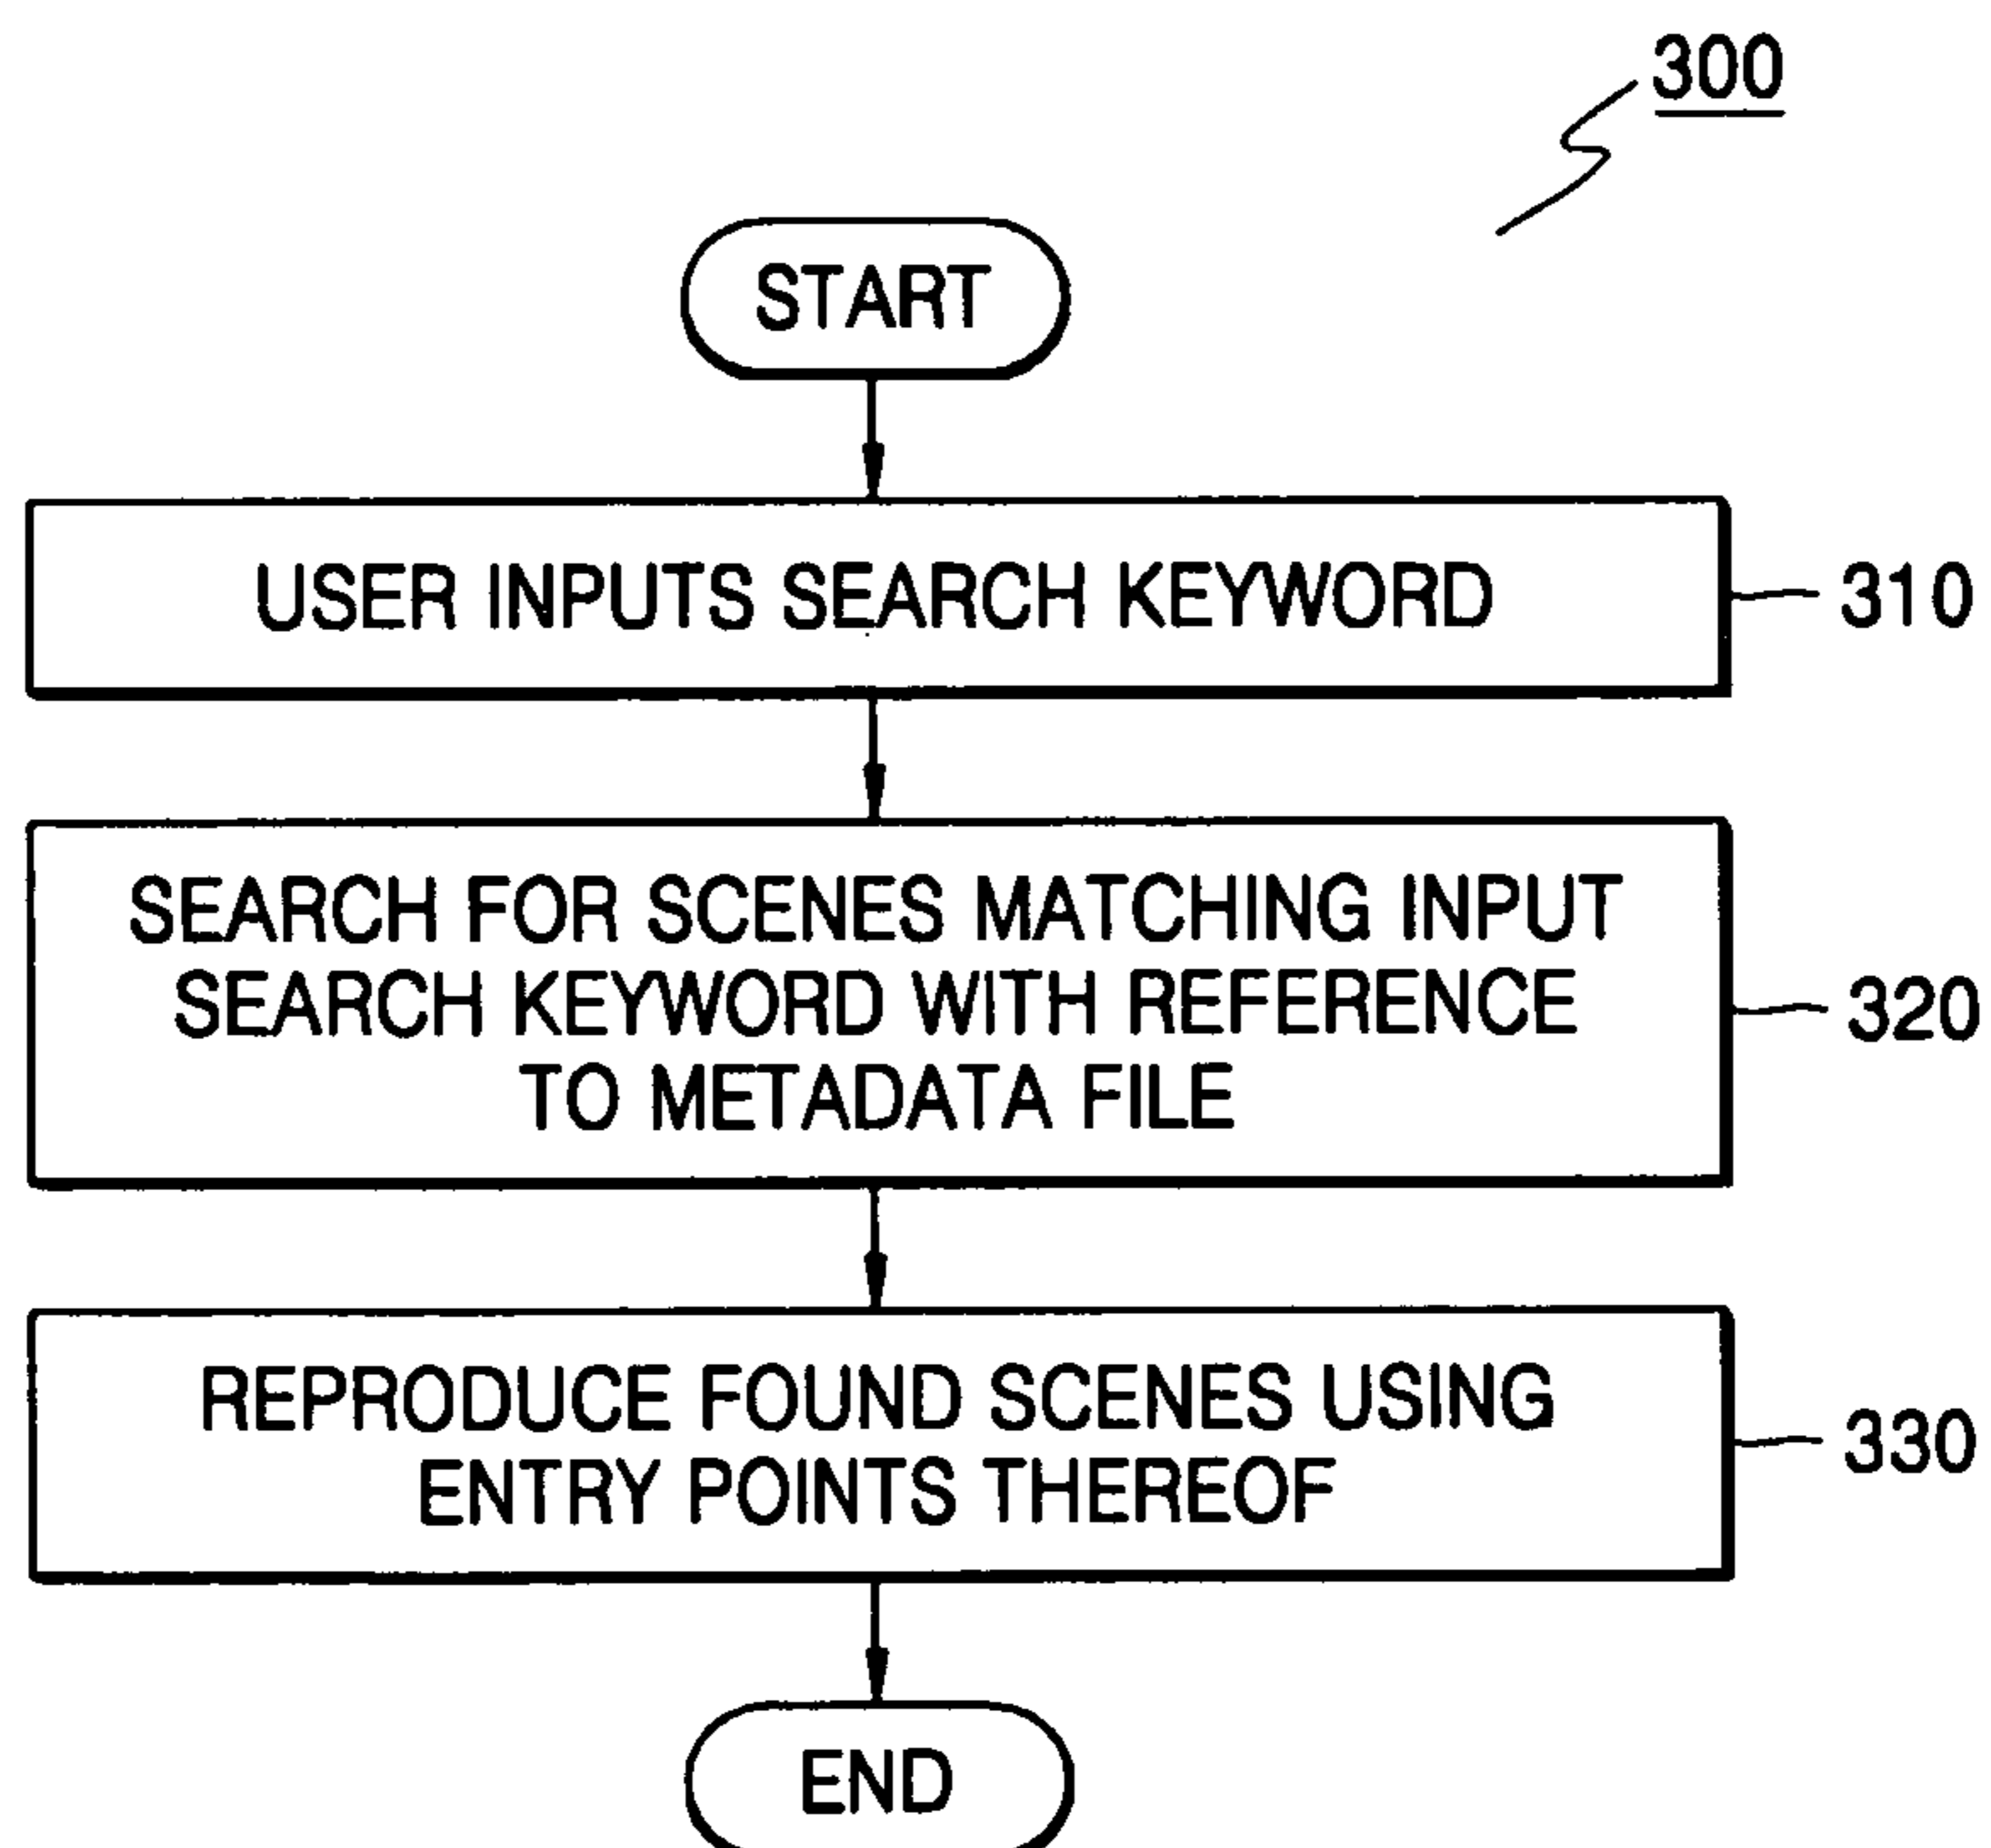 300
START
USER INPUTS SEARCH KEYWORD
310
SEARCH FOR SCENES MATCHING INPUT
SEARCH KEYWORD WITH REFERENCE
TO METADATA FILE
320
REPRODUCE FOUND SCENES USING
ENTRY POINTS THEREOF
330
END